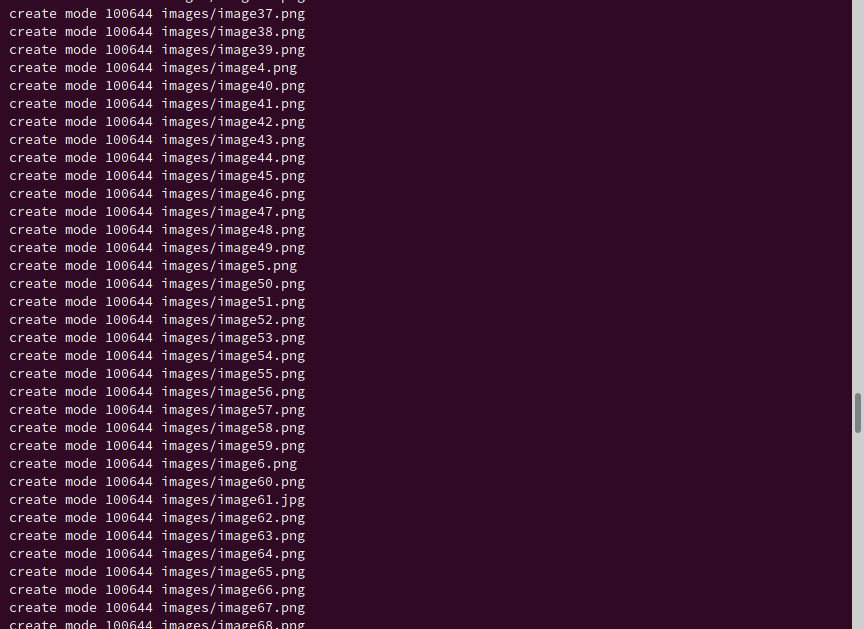 create mode 100644 images/image37.png
create mode 100644 images/image38.png
create mode 100644 images/image39.png
create mode 100644 images/image4.png
create mode 100644 images/image40.png
create mode 100644 images/image41.png
create mode 100644 images/image42.png
create mode 100644 images/image43.png
create mode 100644 images/image44.png
create mode 100644 images/image45.png
create mode 100644 images/image46.png
create mode 100644 images/image47.png
create mode 100644 images/image48.png
create mode 100644 images/image49.png
create mode 100644 images/image5.png
create mode 100644 images/image50.png
create mode 100644 images/image51.png
create mode 100644 images/image52.png
create mode 100644 images/image53.png
create mode 100644 images/image54.png
create mode 100644 images/image55.png
create mode 100644 images/image56.png
create mode 100644 images/image57.png
create mode 100644 images/image58.png
create mode 100644 images/image59.png
create mode 100644 images/image6.png
create mode 100644 images/image60.png
create mode 100644 images/image61.jpg
create mode 100644 images/image62.png
create mode 100644 images/image63.png
create mode 100644 images/image64.png
create mode 100644 images/image65.png
create mode 100644 images/image66.png
create mode 100644 images/image67.png
create mode 100644 images/image68.png